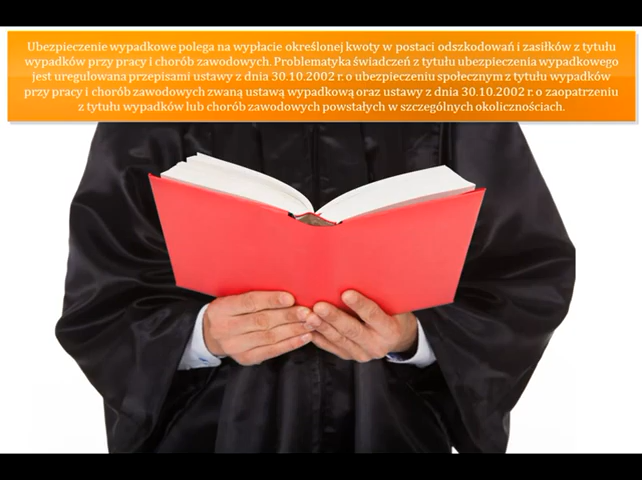 Ubezpieczenie wypadkowe polega na wypłacie określonej kwoty w postaci odszkodowań i zasiłków z tytułu
wypadków przy pracy i chorób zawodowych. Problematyka świadczeń z tytułu ubezpieczenia wypadkowego
jest uregulowana przepisami ustawy z dnia 30.10.2002 r. o ubezpieczeniu społecznym z tytułu wypadków
przy pracy i chorób zawodowych zwaną ustawą wypadkową oraz ustawy z dnia 30.10.2002 r. o zaopatrzeniu
z tytułu wypadków lub chorób zawodowych powstałych w szczególnych okolicznościach.